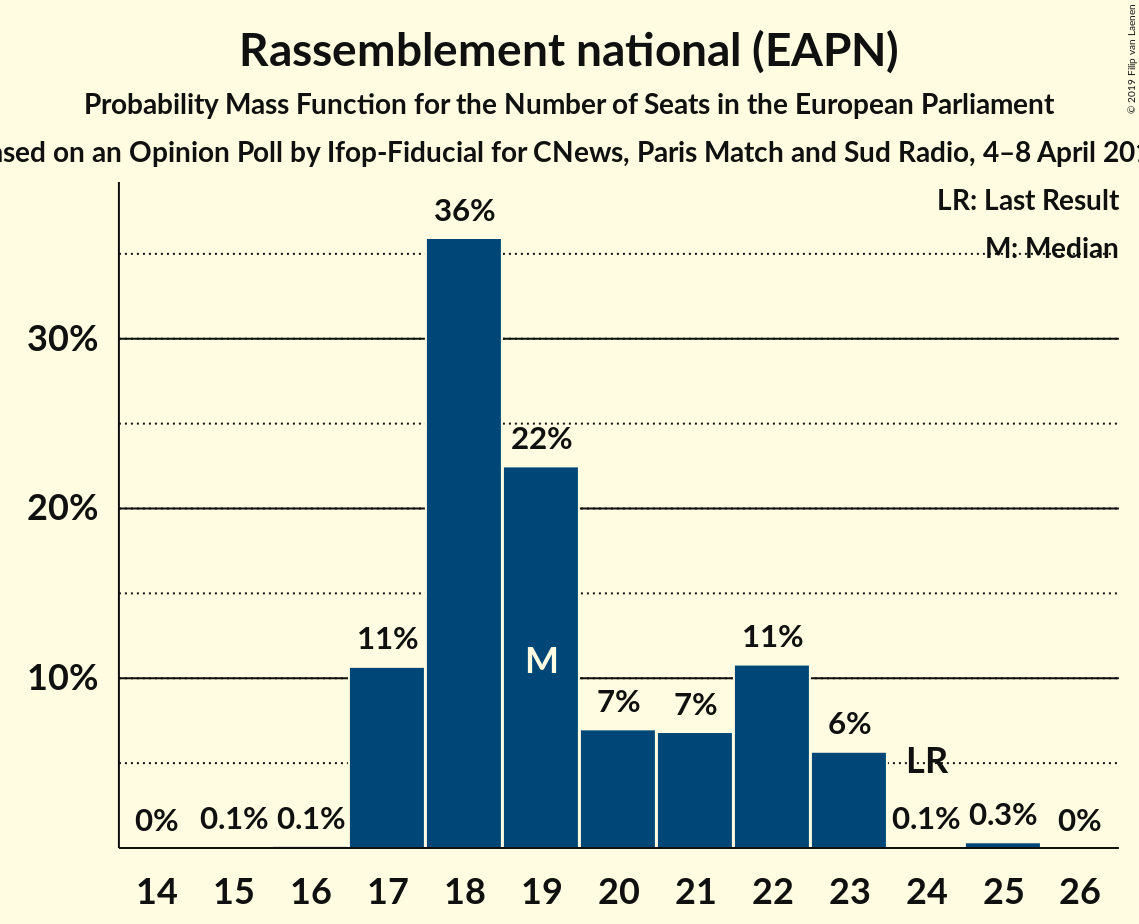 Rassemblement national (EAPN)
Probability Mass Function for the Number of Seats in the European Parliament
on an Opinion Poll by Ifop-Fiducial for CNews, Paris Match and Sud Radio, 4–8 April
© 2019 Filip van Laenen
LR: Last Result
M: Median
36%
30%
22%
20%
11%
M
11%
10%
7%
7%
6%
LR
0%
0.1%
0.1%
0.1%
0.3%
0%
14 15 16 17 18 19 20 21 22 23 24 25 26